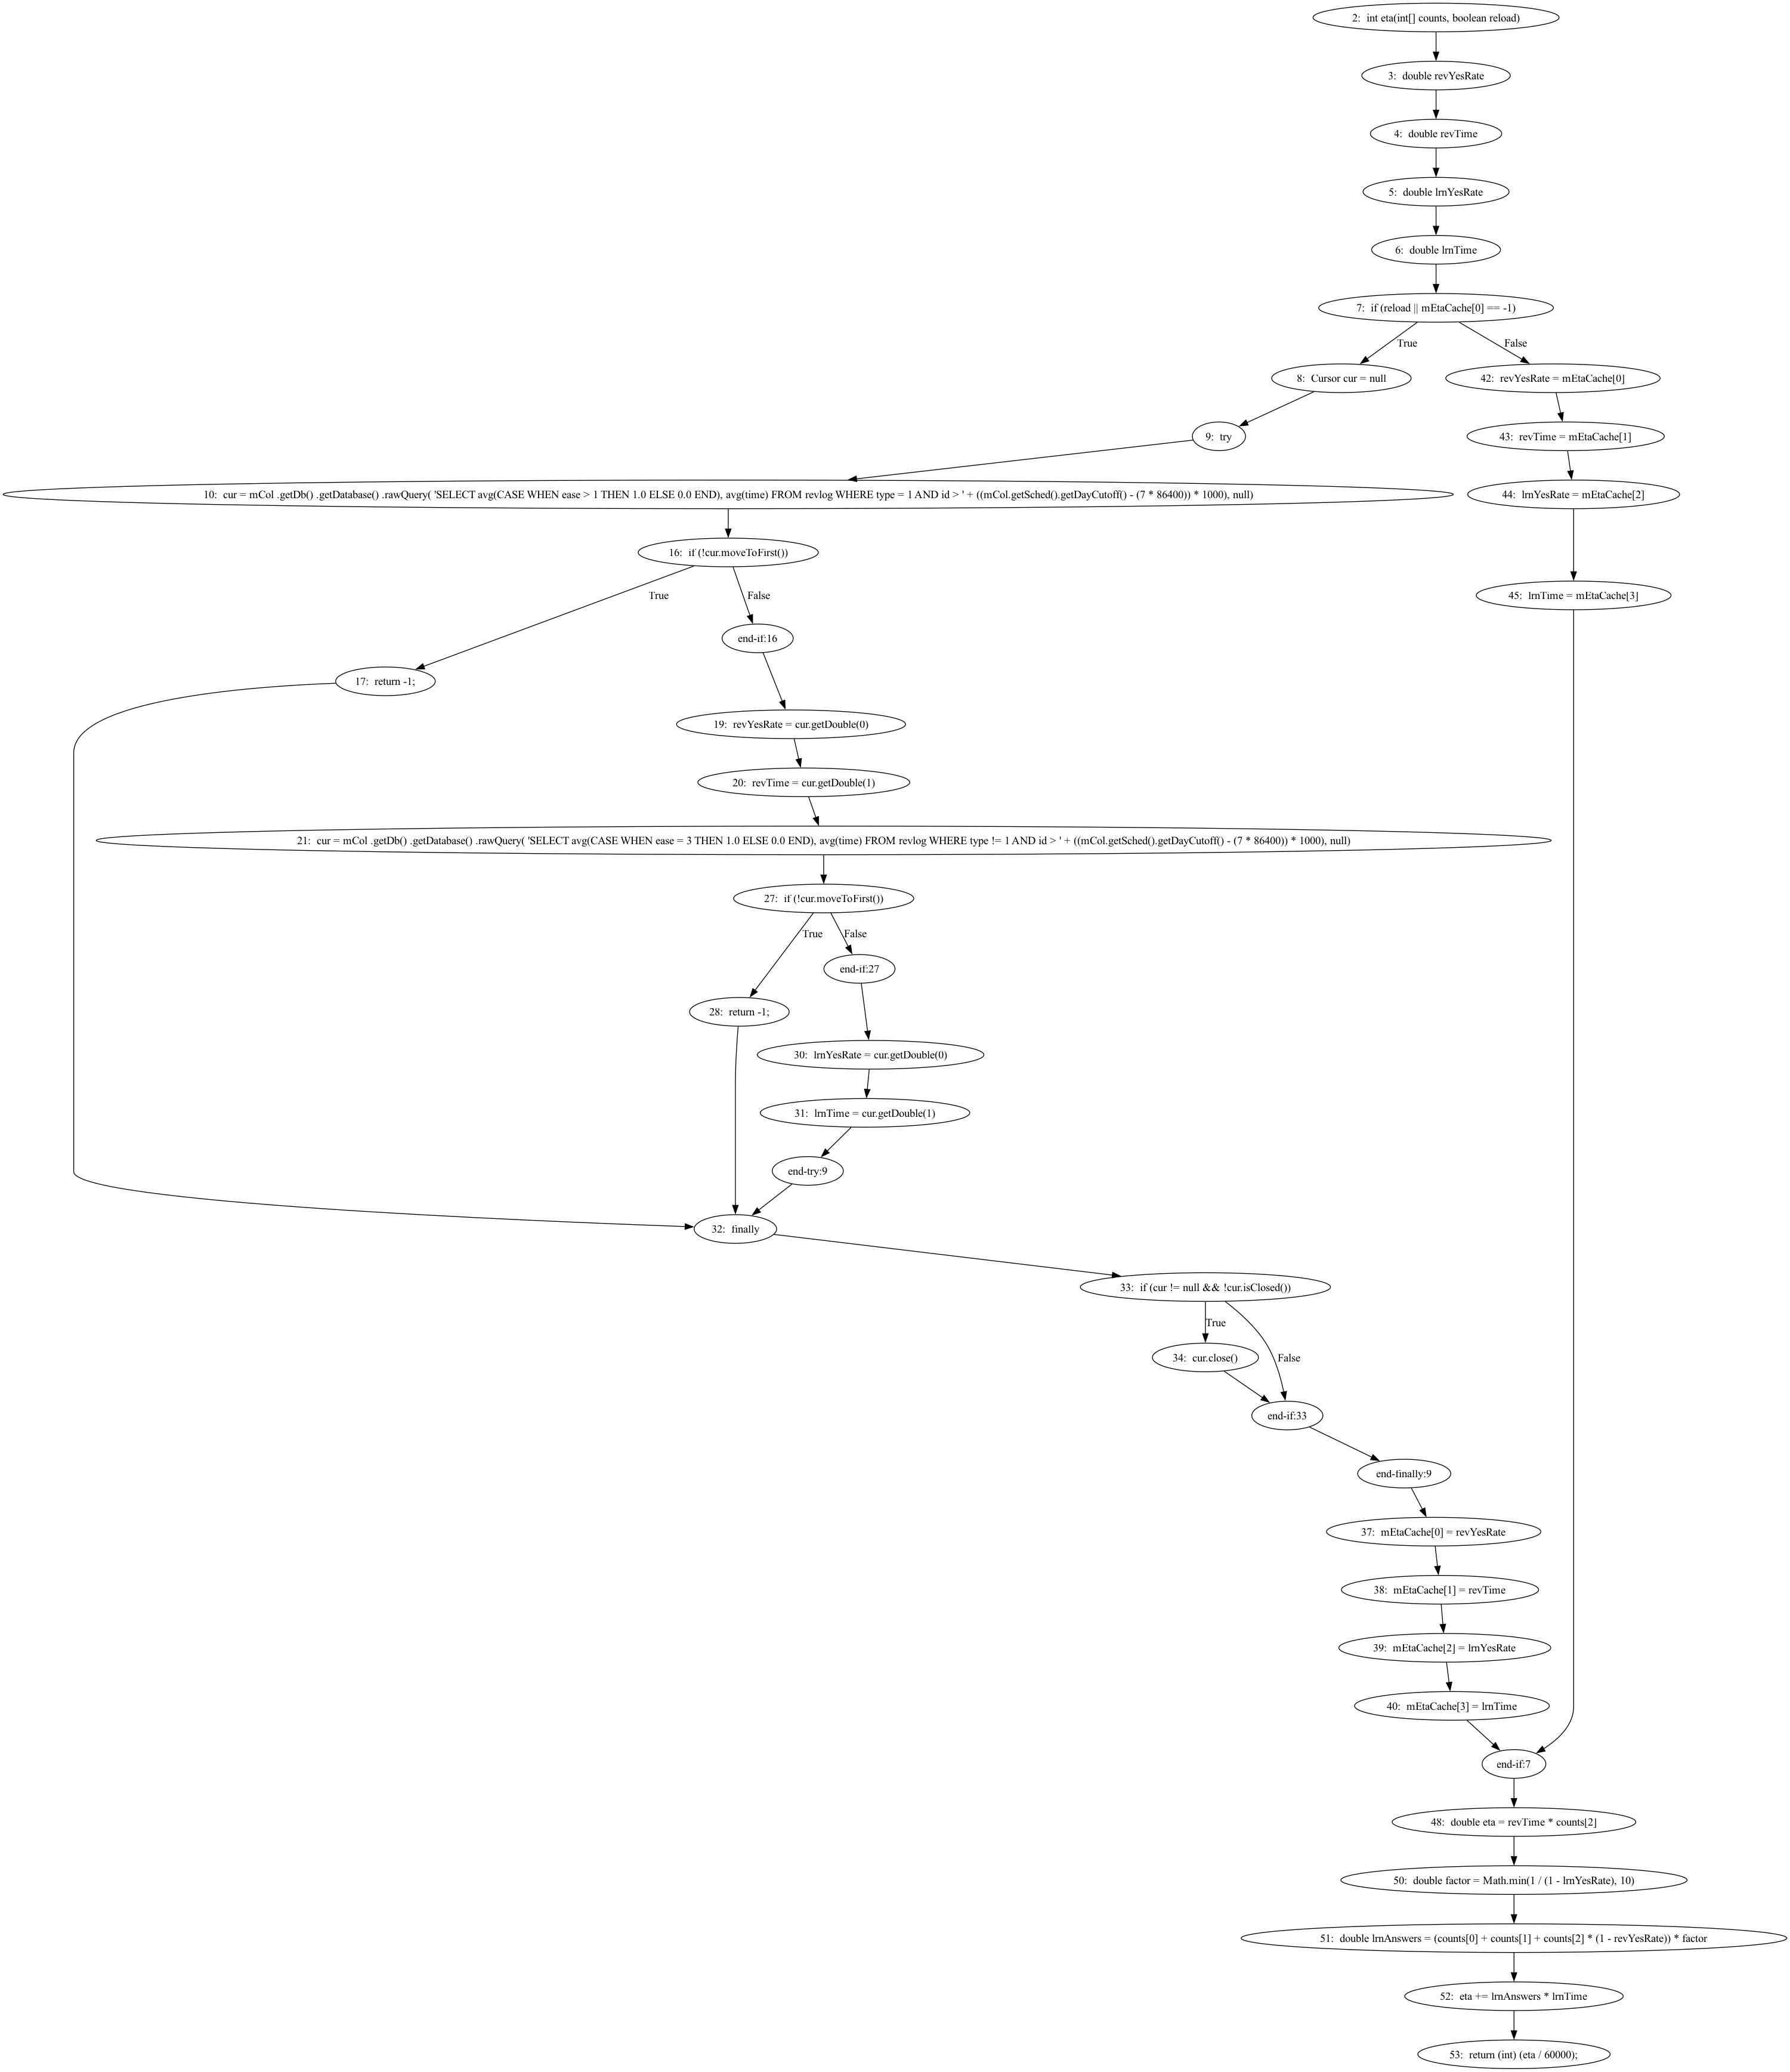 2:  int eta(int[] counts, boolean reload)
3:  double revYesRate
4:  double revTime
5:  double lrnYesRate
6:  double lrnTime
7:  if (reload || mEtaCache[0] == -1)
True
False
8:  Cursor cur = null
42:  revYesRate = mEtaCache[0]
9:  try
43:  revTime = mEtaCache[1]
10:  cur = mCol .getDb() .getDatabase() .rawQuery( 'SELECT avg(CASE WHEN ease > 1 THEN 1.0 ELSE 0.0 END), avg(time) FROM revlog WHERE type = 1 AND id > ' + ((mCol.getSched().getDayCutoff() - (7 * 86400)) * 1000), null)
44:  lrnYesRate = mEtaCache[2]
16:  if (!cur.moveToFirst())
True
False
45:  lrnTime = mEtaCache[3]
end-if:16
17:  return -1;
19:  revYesRate = cur.getDouble(0)
20:  revTime = cur.getDouble(1)
21:  cur = mCol .getDb() .getDatabase() .rawQuery( 'SELECT avg(CASE WHEN ease = 3 THEN 1.0 ELSE 0.0 END), avg(time) FROM revlog WHERE type != 1 AND id > ' + ((mCol.getSched().getDayCutoff() - (7 * 86400)) * 1000), null)
27:  if (!cur.moveToFirst())
True
False
end-if:27
28:  return -1;
30:  lrnYesRate = cur.getDouble(0)
31:  lrnTime = cur.getDouble(1)
end-try:9
32:  finally
33:  if (cur != null && !cur.isClosed())
True
False
34:  cur.close()
end-if:33
end-finally:9
37:  mEtaCache[0] = revYesRate
38:  mEtaCache[1] = revTime
39:  mEtaCache[2] = lrnYesRate
40:  mEtaCache[3] = lrnTime
end-if:7
48:  double eta = revTime * counts[2]
50:  double factor = Math.min(1 / (1 - lrnYesRate), 10)
51:  double lrnAnswers = (counts[0] + counts[1] + counts[2] * (1 - revYesRate)) * factor
52:  eta += lrnAnswers * lrnTime
53:  return (int) (eta / 60000);